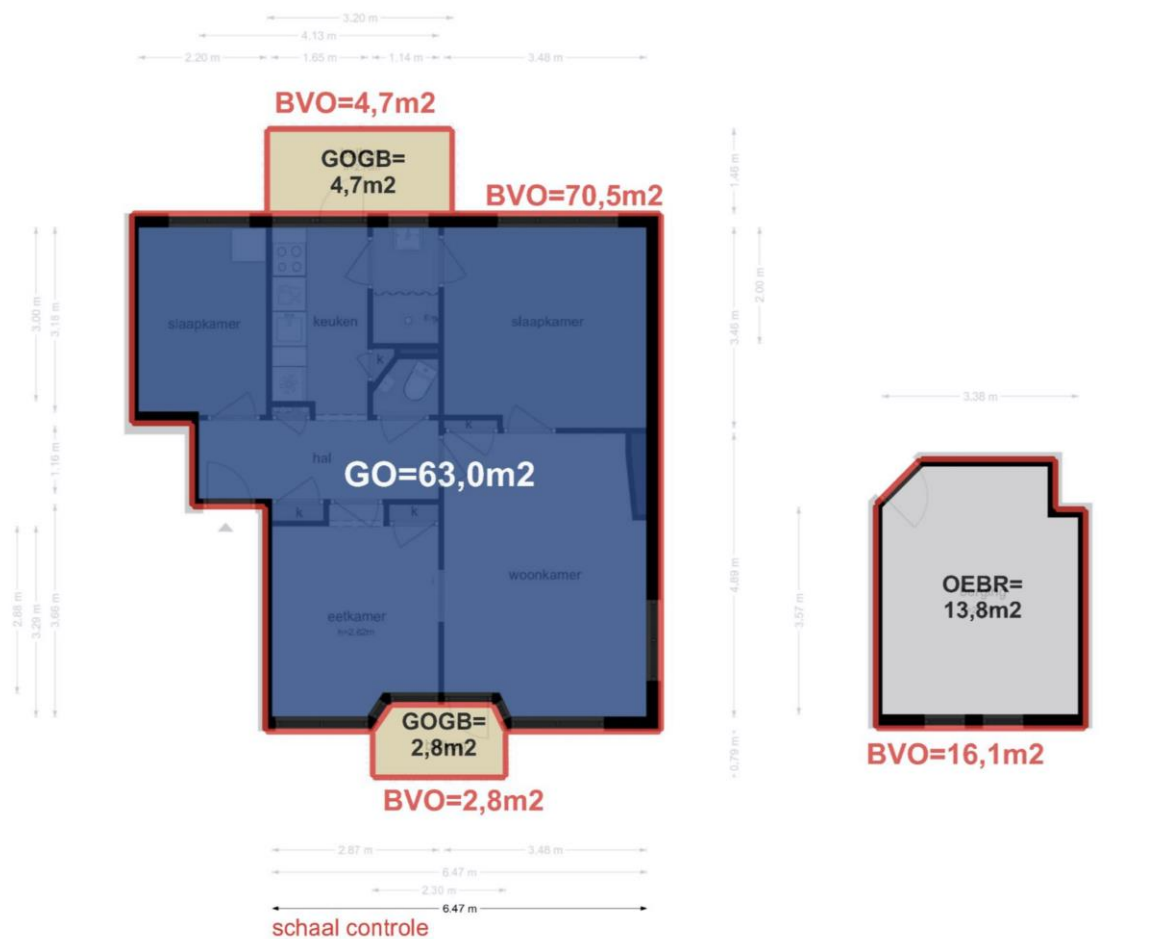 3.20 m
4.13 m
2.20 m
1.65 m
1.14 m
3.48 m
BVO=4,7m2
GOGB=
4,7m2
BVO=70,5m2
1.46 m
3.00 m
3.18 m
3.46 m
2.00 m
slaapkamer
keuken
slaapkamer
k
3.38 m
k
1.16 m
hal
GO=63,0m2
k
k
woonkamer
4.89 m
3.57 m
OEBR=
13,8m2
eetkamer
h=2.62m
2.88 m
3.29 m
3.66 m
GOGB=
2,8m2
0.79 m
BVO=16,1m2
BVO=2,8m2
2.87 m
3.48 m
6.47 m
2.30 m
6.47 m
schaal controle